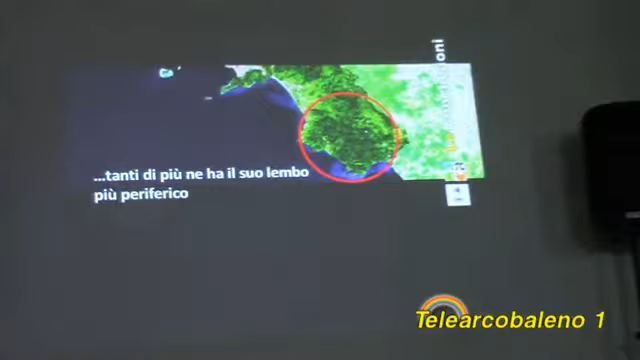 ...tanti di più ne ha il suo lembo
più periferico
Telearcobaleno 1